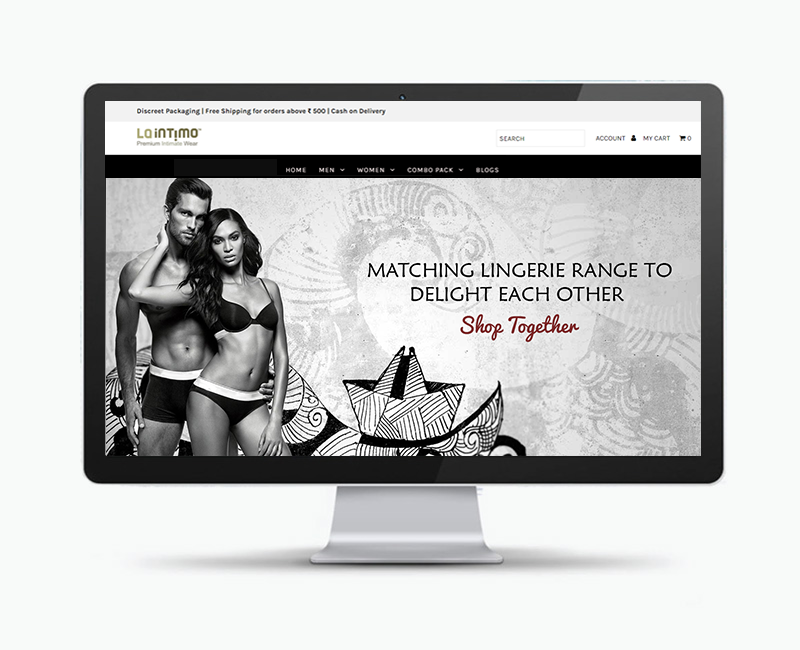 Discreet Packaging | Free Shipping for orders above ₹ 500 | Cash on Delivery
LaiNTiMO™
Premium Intimate Wear
SEARCH
ACCOUNT MY CART 0
HOME MEN WOMEN COMBO PACK BLOGS
MATCHING LINGERIE RANGE TO
DELIGHT EACH OTHER
Shop Together